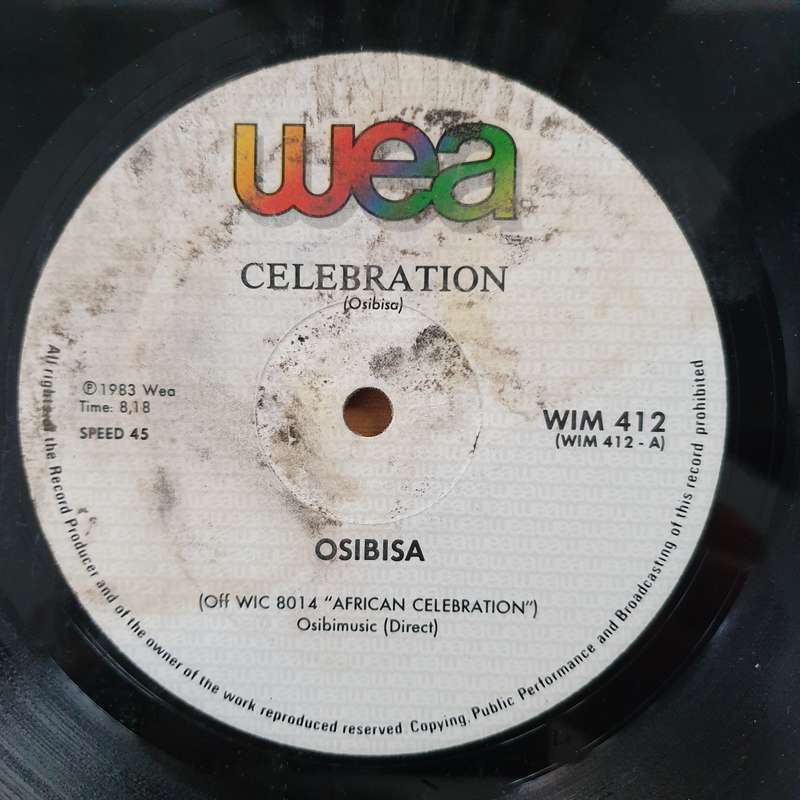 wea
CELEBRATION
(Osibisa)
℗ 1983 Wea
Time: 8,18
SPEED 45
WIM 412
(WIM 412 - A)
OSIBISA
(Off WIC 8014 "AFRICAN CELEBRATION")
Osibimusic (Direct)
All rights of the Record Producer and of the owner of the work reproduced reserved Copying, Public Performance and Broadcasting of this record prohibited